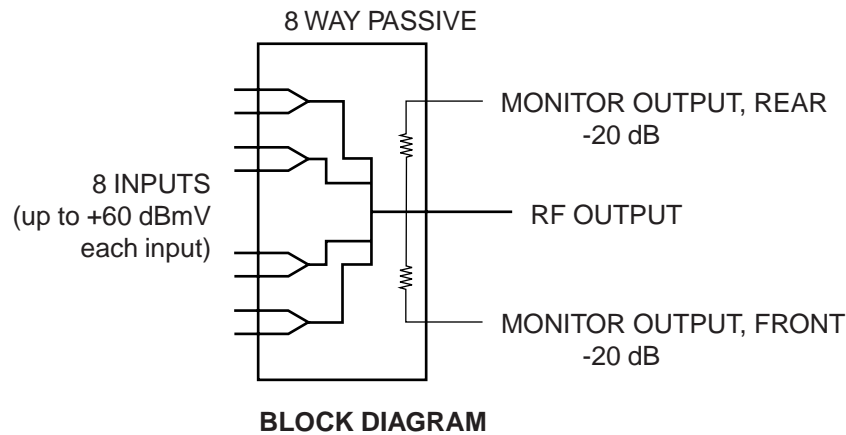 8 WAY PASSIVE
MONITOR OUTPUT, REAR
-20 dB
8 INPUTS
(up to +60 dBmV
each input)
RF OUTPUT
MONITOR OUTPUT, FRONT
-20 dB
BLOCK DIAGRAM